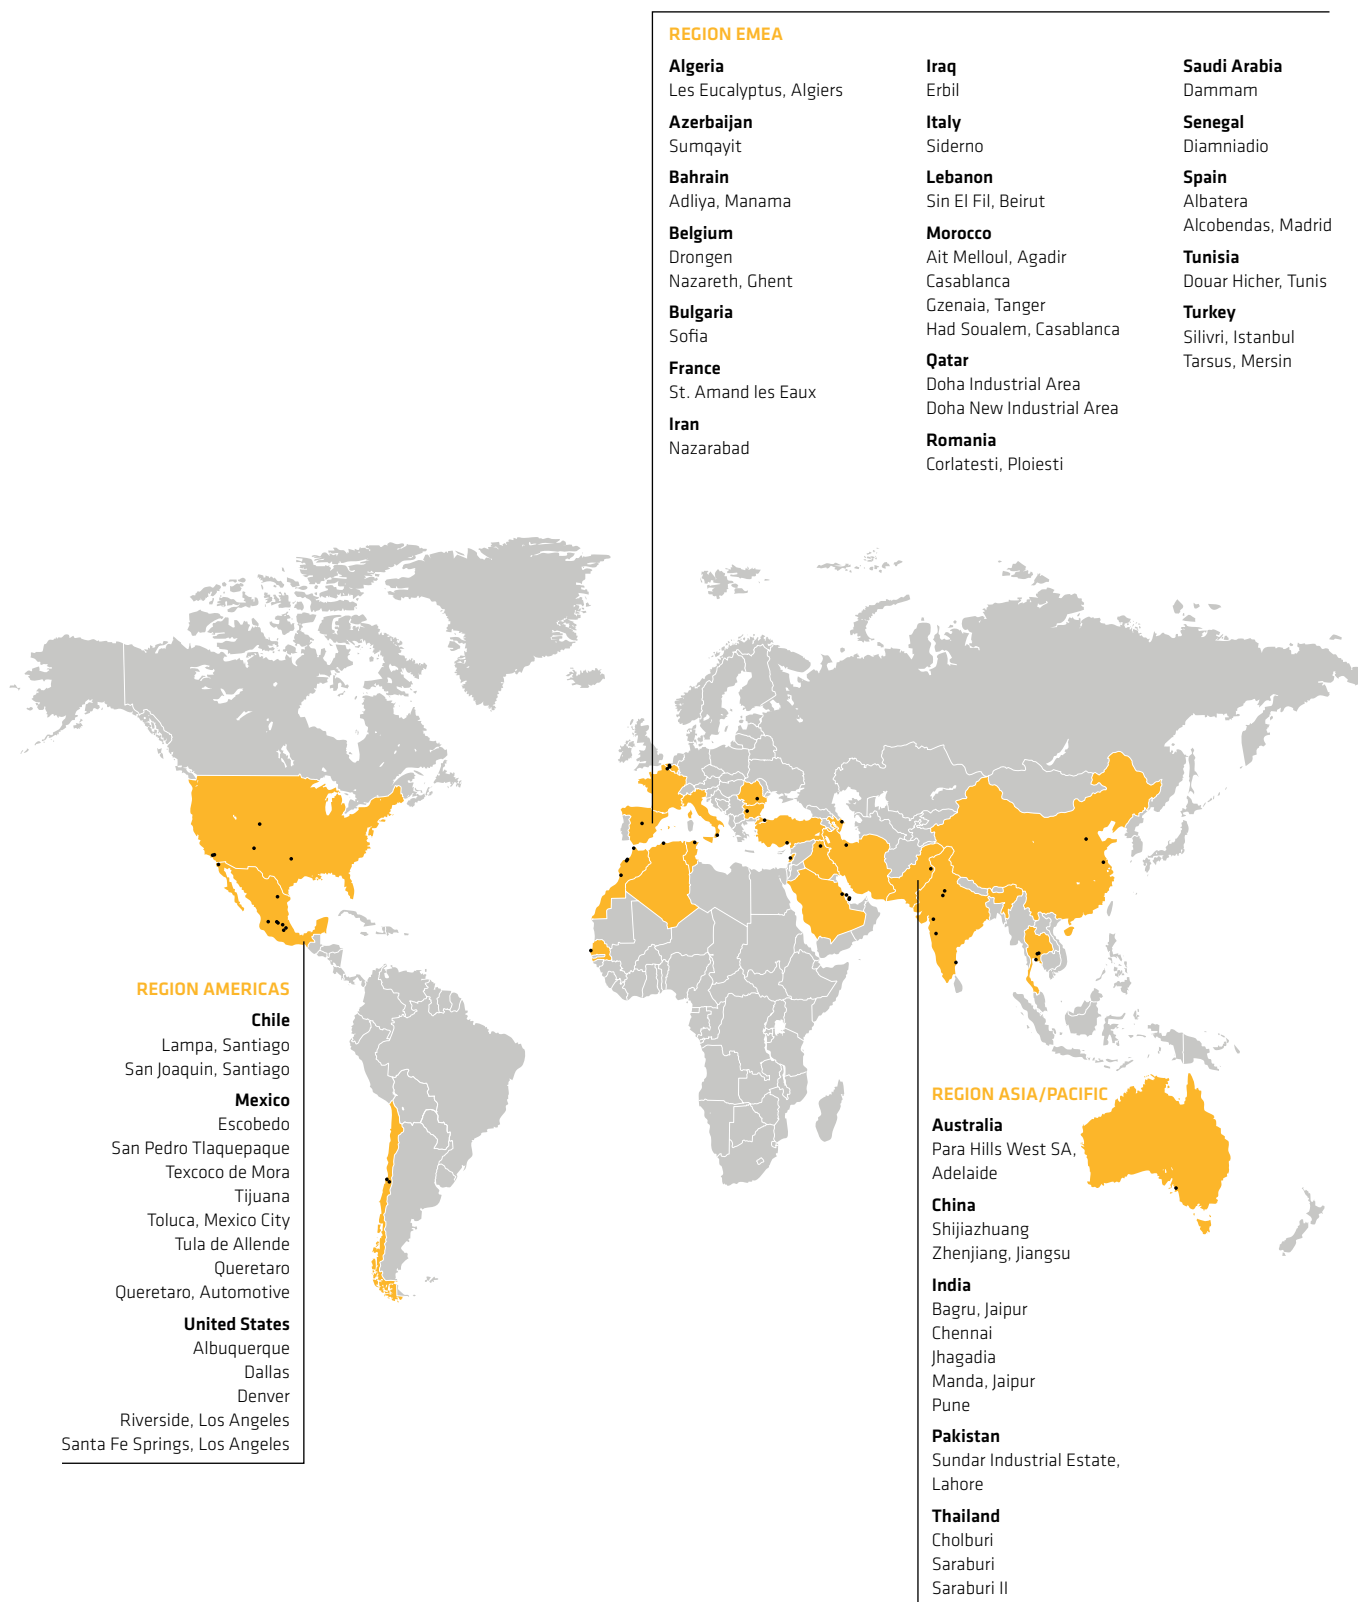 REGION EMEA
Algeria
Les Eucalyptus, Algiers
Azerbaijan
Sumqayit
Bahrain
Adliya, Manama
Belgium
Drongen
Nazareth, Ghent
Bulgaria
Sofia
France
St. Amand les Eaux
Iran
Nazarabad
Iraq
Erbil
Italy
Siderno
Lebanon
Sin El Fil, Beirut
Morocco
Ait Melloul, Agadir
Casablanca
Gzenaia, Tanger
Had Soualem, Casablanca
Qatar
Doha Industrial Area
Doha New Industrial Area
Romania
Corlatesti, Ploiesti
Saudi Arabia
Dammam
Senegal
Diamniadio
Spain
Albatera
Alcobendas, Madrid
Tunisia
Douar Hicher, Tunis
Turkey
Silivri, Istanbul
Tarsus, Mersin
REGION AMERICAS
Chile
Lampa, Santiago
San Joaquin, Santiago
Mexico
Escobedo
San Pedro Tlaquepaque
Texcoco de Mora
Tijuana
Toluca, Mexico City
Tula de Allende
Queretaro
Queretaro, Automotive
United States
Albuquerque
Dallas
Denver
Riverside, Los Angeles
Santa Fe Springs, Los Angeles
REGION ASIA/PACIFIC
Australia
Para Hills West SA,
Adelaide
China
Shijiazhuang
Zhenjiang, Jiangsu
India
Bagru, Jaipur
Chennai
Jhagadia
Manda, Jaipur
Pune
Pakistan
Sundar Industrial Estate,
Lahore
Thailand
Cholburi
Saraburi
Saraburi II